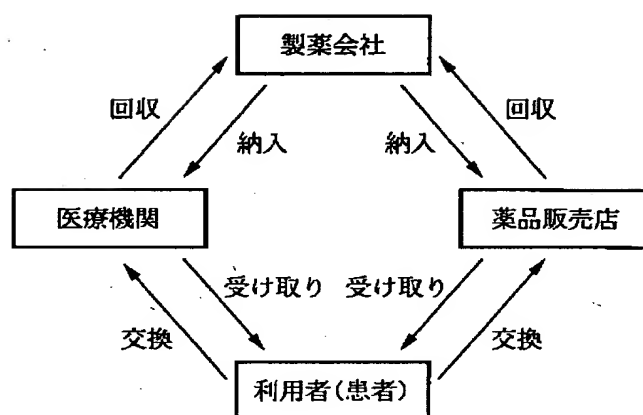 製薬会社
回収
回収
納入
納入
医療機関
薬品販売店
受け取り
受け取り
交換
交換
利用者(患者)